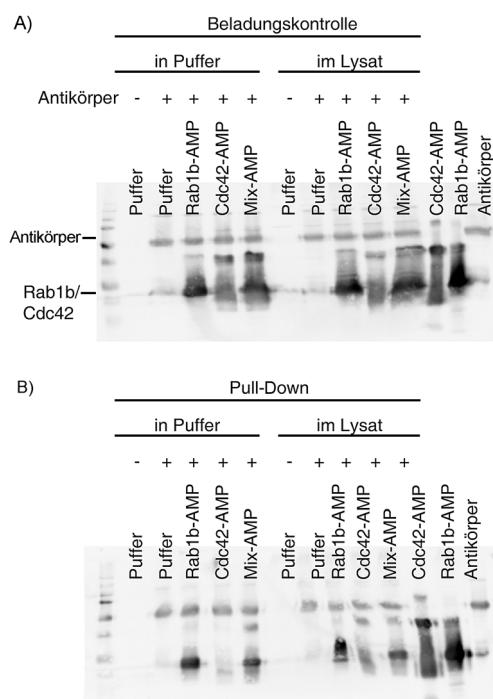 A)
Beladungskontrolle
in Puffer im Lysat
Antikörper - + + + + - + + + +
Puffer Puffer Rab1b-AMP Cdc42-AMP Mix-AMP Puffer Puffer Rab1b-AMP Cdc42-AMP Mix-AMP Cdc42-AMP Rab1b-AMP Antikörper
Antikörper
Rab1b/
Cdc42
B)
Pull-Down
in Puffer im Lysat
- + + + + - + + + +
Puffer Puffer Rab1b-AMP Cdc42-AMP Mix-AMP Puffer Puffer Rab1b-AMP Cdc42-AMP Mix-AMP Cdc42-AMP Rab1b-AMP Antikörper